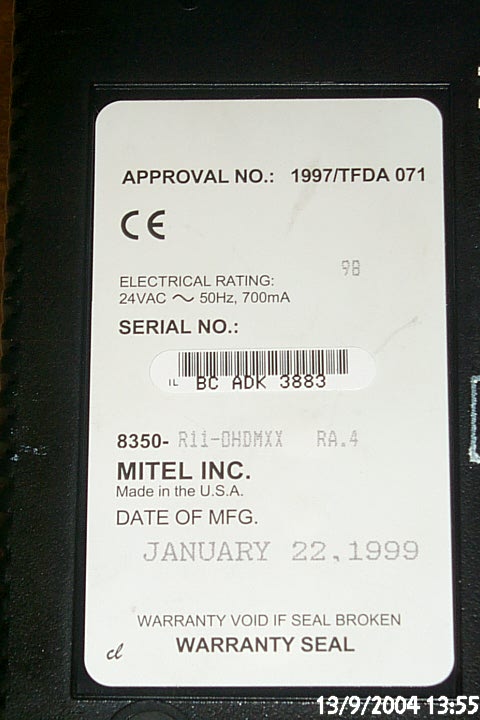 APPROVAL NO.: 1997/TFDA 071
CE
98
ELECTRICAL RATING:
24VAC ~ 50Hz, 700mA
SERIAL NO.:
IL BC ADK 3883
8350- R11-0HDMXX RA.4
MITEL INC.
Made in the U.S.A.
DATE OF MFG.
JANUARY 22,1999
WARRANTY VOID IF SEAL BROKEN
cl WARRANTY SEAL
13/9/2004 13:55